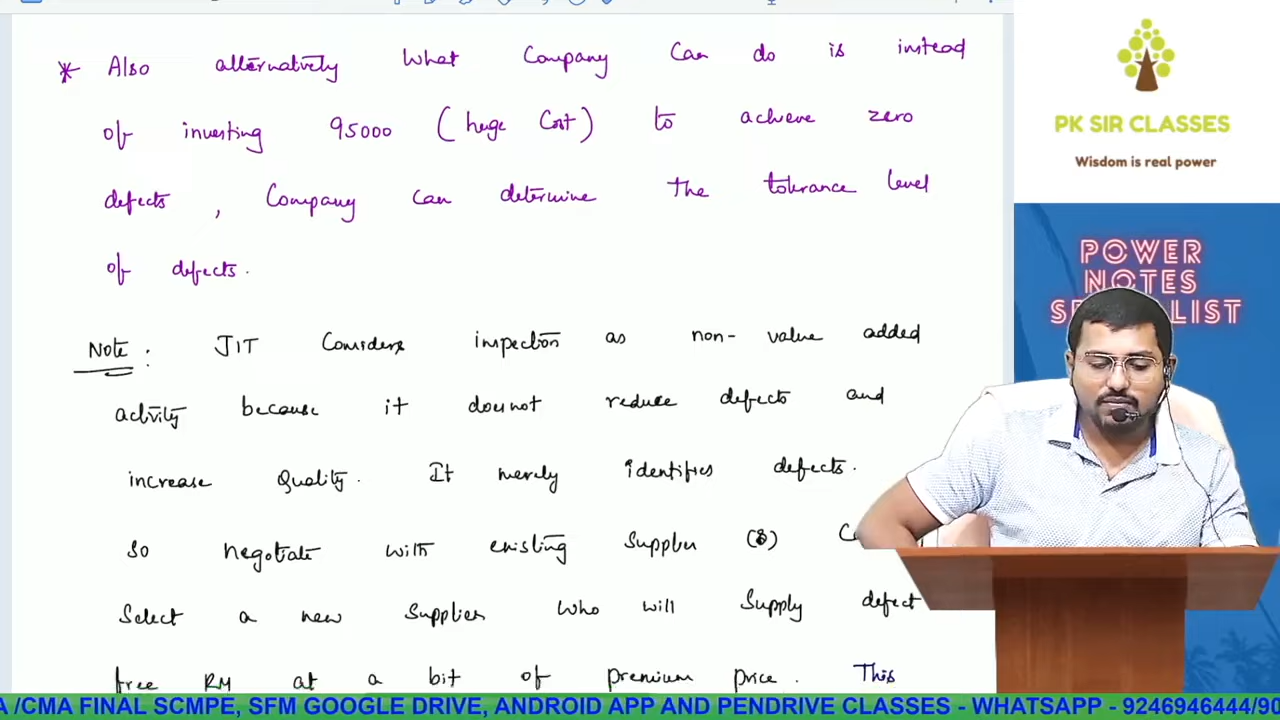 * Also alternatively what Company Can do is instead
of investing 95000 (huge Cost) to achieve zero
defects, Company can determine the tolerance level
of defects.
Note: JIT Considers inspection as non-value added
activity because it does not reduce defects and
increase Quality. It merely identifies defects.
So negotiate with existing Supplier
Select a new Supplier who will Supply defect
free RM at a bit of premium price. This
PK SIR CLASSES
Wisdom is real power
POWER
NOTES
A /CMA FINAL SCMPE, SFM GOOGLE DRIVE, ANDROID APP AND PENDRIVE CLASSES - WHATSAPP - 9246946444/90